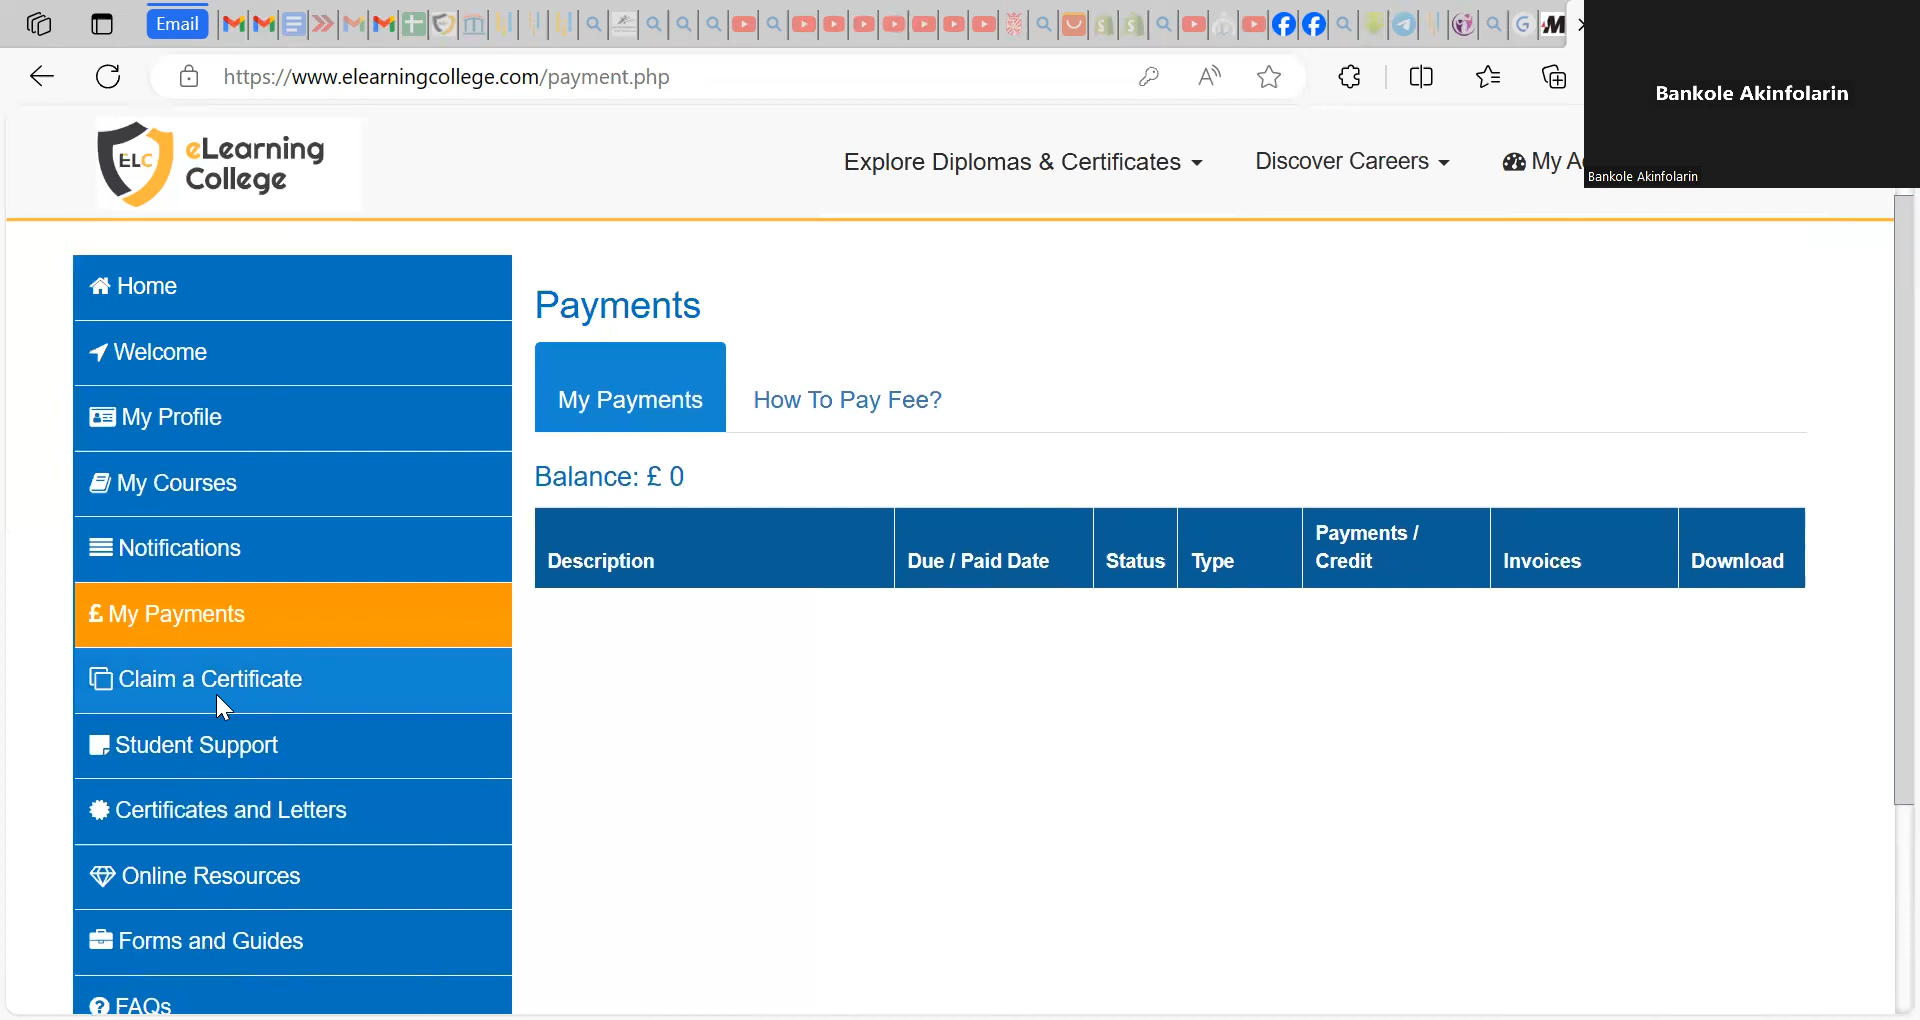 Email
https://www.elearningcollege.com/payment.php
Bankole Akinfolarin
Bankole Akinfolarin
ELC
eLearning
College
Explore Diplomas & Certificates
Discover Careers
My A
Home
Welcome
My Profile
My Courses
Notifications
£ My Payments
Claim a Certificate
Student Support
Certificates and Letters
Online Resources
Forms and Guides
FAQs
Payments
My Payments
How To Pay Fee?
Balance: £ 0
Description
Due / Paid Date
Status
Type
Payments /
Credit
Invoices
Download